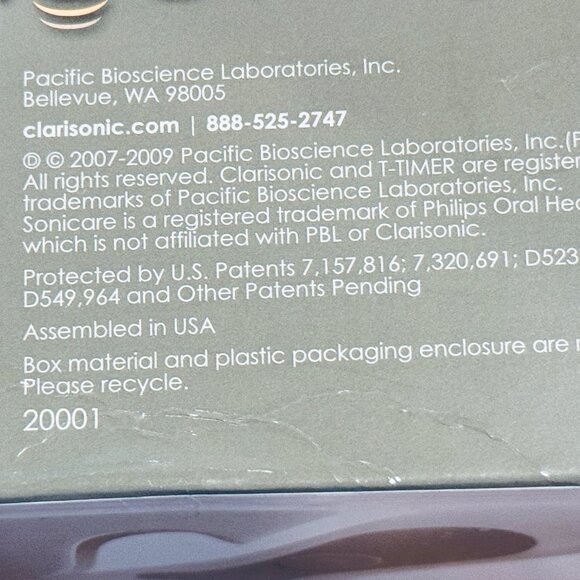 Pacific Bioscience Laboratories, Inc.
Bellevue, WA 98005
clarisonic.com | 888-525-2747
℗ © 2007-2009 Pacific Bioscience Laboratories, Inc.(P
All rights reserved. Clarisonic and T-TIMER are register
trademarks of Pacific Bioscience Laboratories, Inc.
Sonicare is a registered trademark of Philips Oral Hea
which is not affiliated with PBL or Clarisonic.
Protected by U.S. Patents 7,157,816; 7,320,691; D523
D549,964 and Other Patents Pending
Assembled in USA
Box material and plastic packaging enclosure are r
Please recycle.
20001